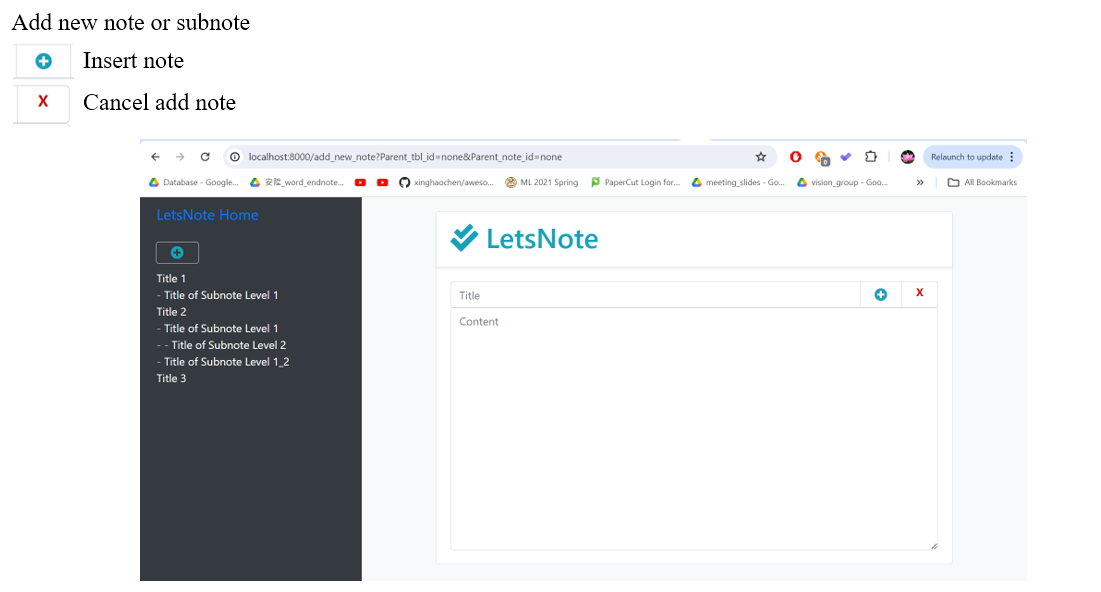 Add new note or subnote
Insert note
X Cancel add note
localhost:8000/add_new_note?Parent_tbl_id=none&Parent_note_id=none
Relaunch to update
Database - Google...
安陞_word_endnote...
xinghaochen/aweso...
ML 2021 Spring
PaperCut Login for...
meeting_slides - Go...
vision_group - Goo...
»
All Bookmarks
LetsNote Home
Title 1
- Title of Subnote Level 1
Title 2
- Title of Subnote Level 1
- - Title of Subnote Level 2
- Title of Subnote Level 1_2
Title 3
LetsNote
Title
X
Content